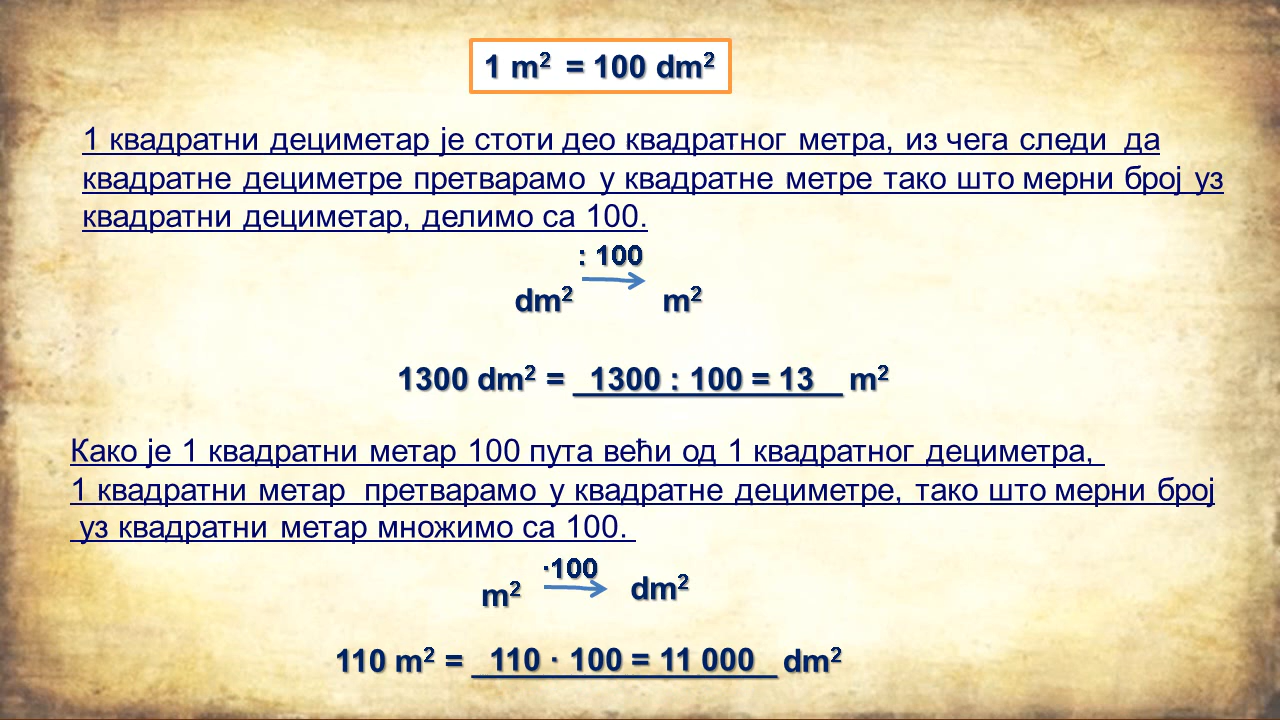 1 m² = 100 dm²
1 квадратни дециметар је стоти део квадратног метра, из чега следи да
квадратне дециметре претварамо у квадратне метре тако што мерни број уз
квадратни дециметар, делимо са 100.
: 100
dm² m²
1300 dm² = 1300 : 100 = 13 m²
Како је 1 квадратни метар 100 пута већи од 1 квадратног дециметра,
1 квадратни метар претварамо у квадратне дециметре, тако што мерни број
уз квадратни метар множимо са 100.
·100
m² dm²
110 m² = 110 · 100 = 11 000 dm²